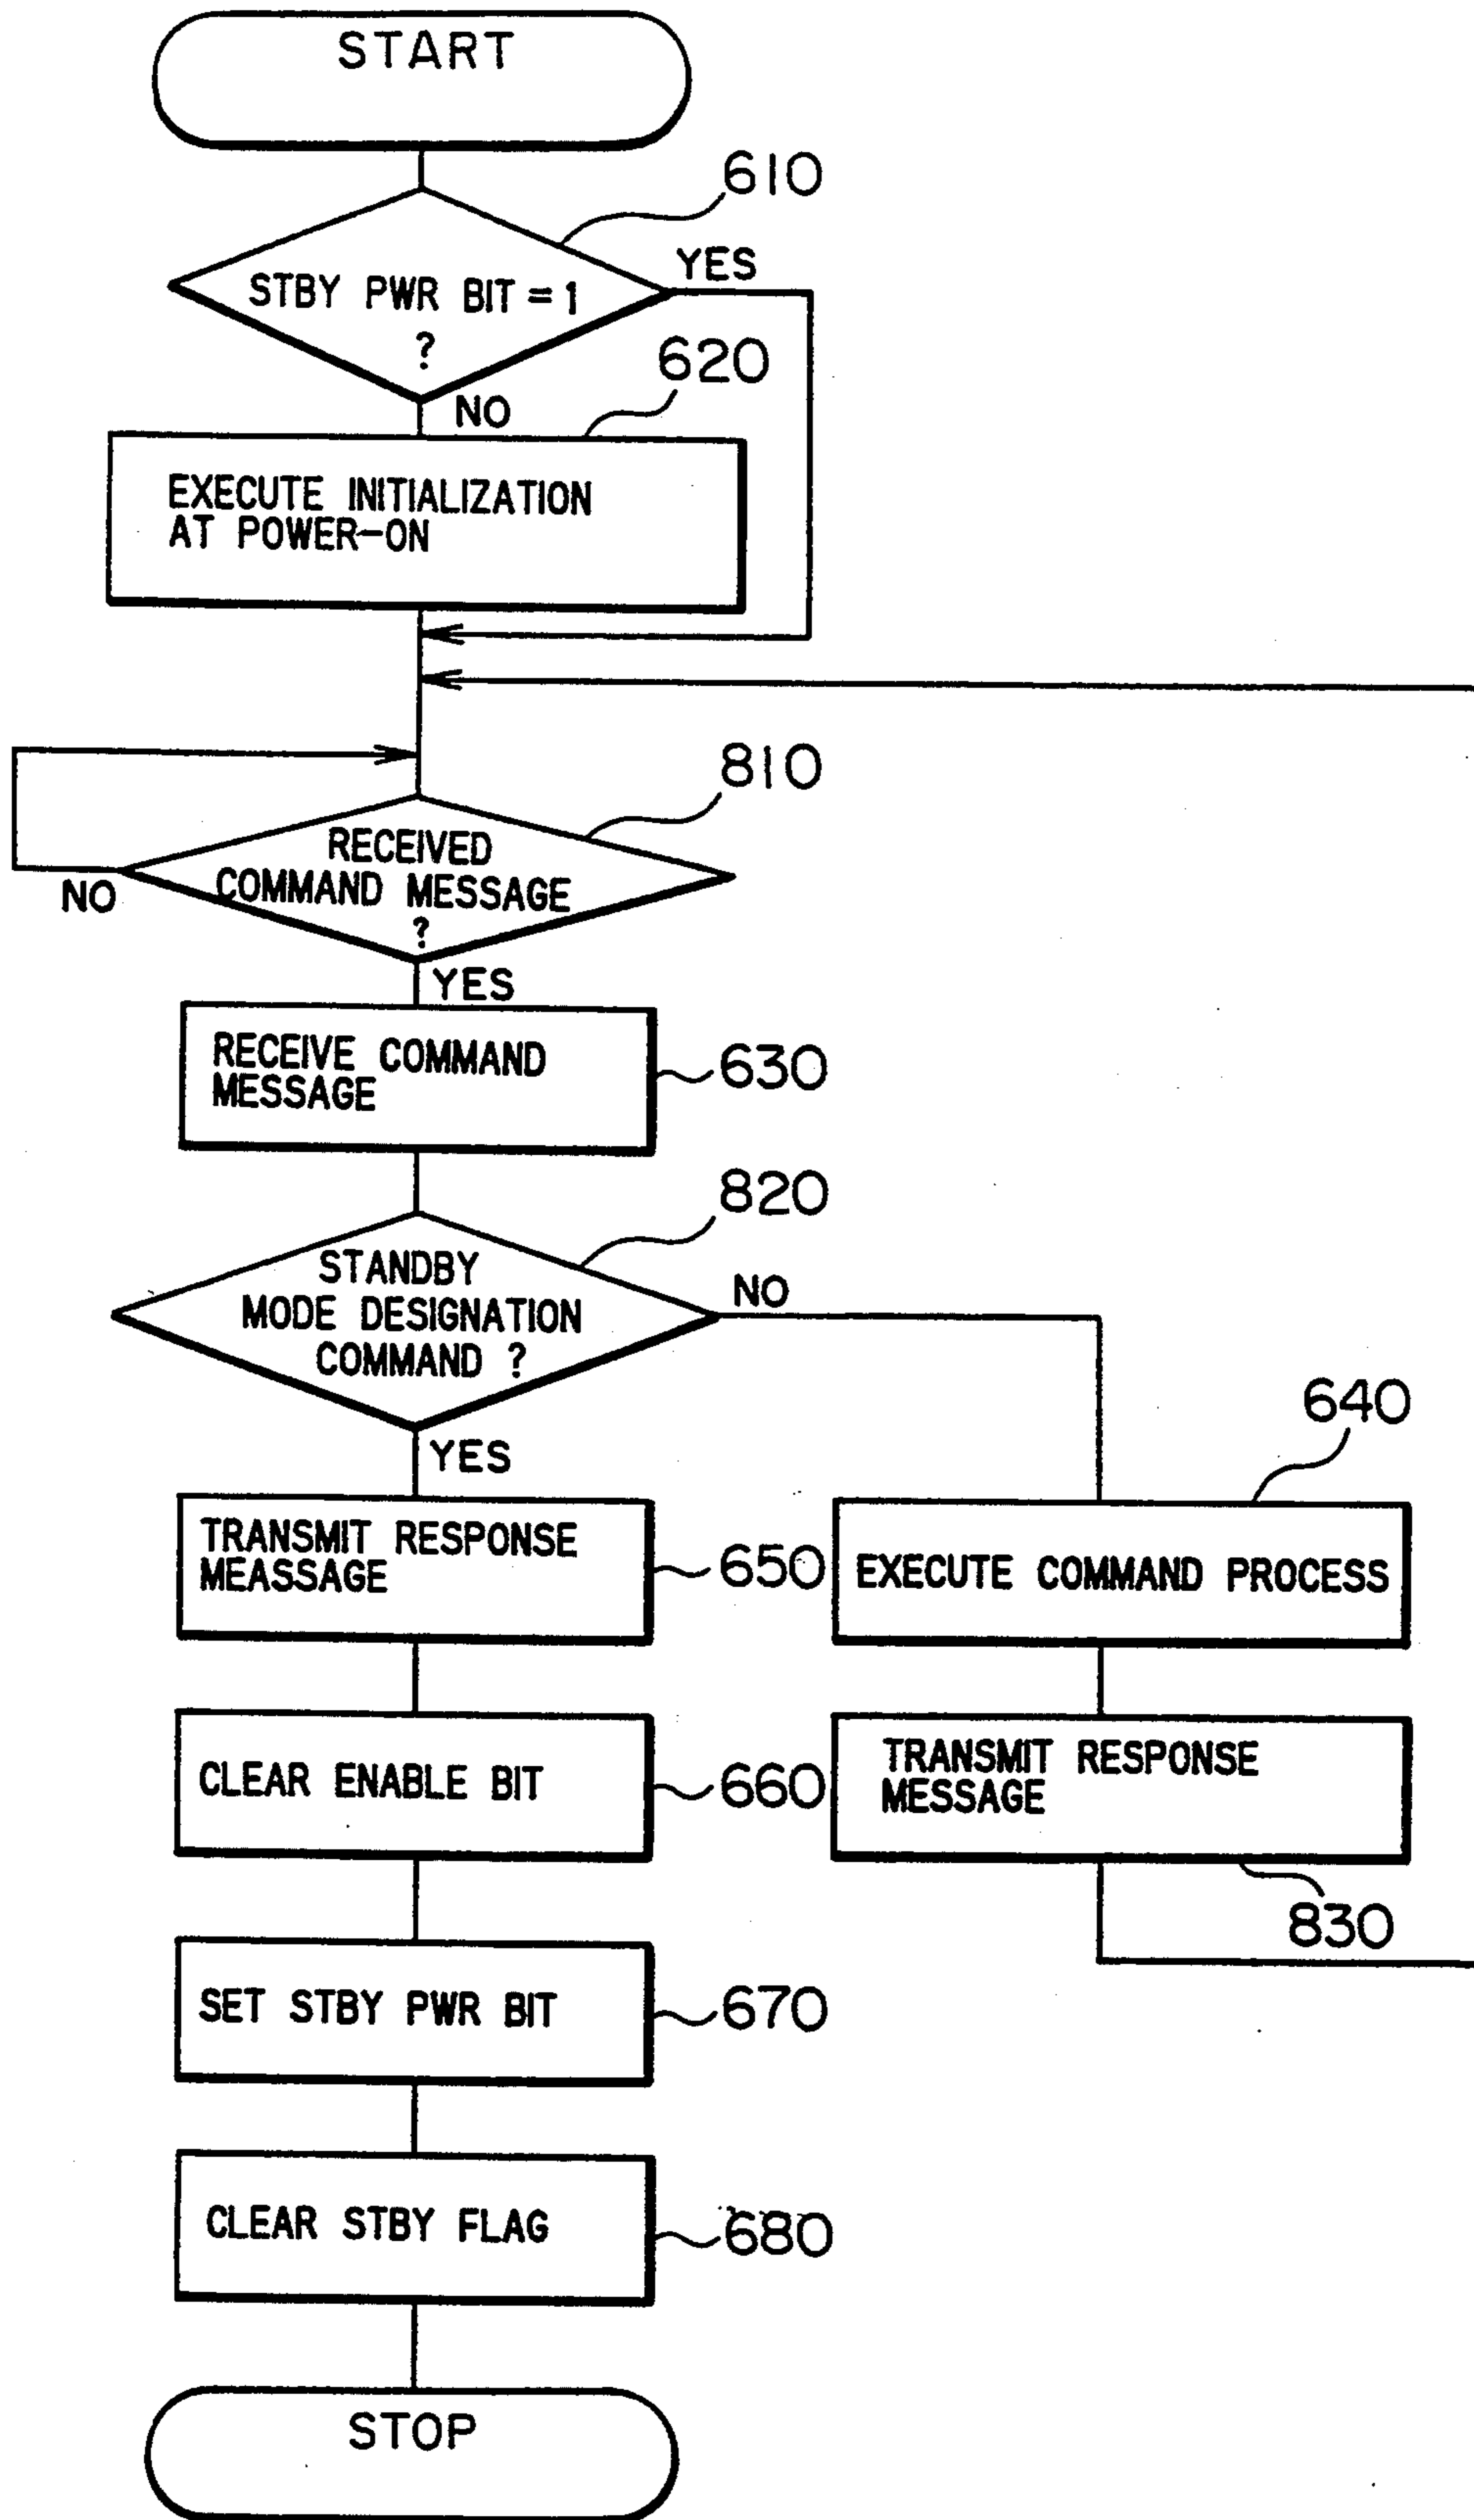 START
610
YES
STBY PWR BIT = 1
?
620
NO
EXECUTE INITIALIZATION
AT POWER-ON
810
RECEIVED
COMMAND MESSAGE
?
NO
YES
RECEIVE COMMAND
MESSAGE
630
820
STANDBY
MODE DESIGNATION
COMMAND ?
NO
YES
640
TRANSMIT RESPONSE
MEASSAGE
650
EXECUTE COMMAND PROCESS
CLEAR ENABLE BIT
660
TRANSMIT RESPONSE
MESSAGE
830
SET STBY PWR BIT
670
CLEAR STBY FLAG
680
STOP